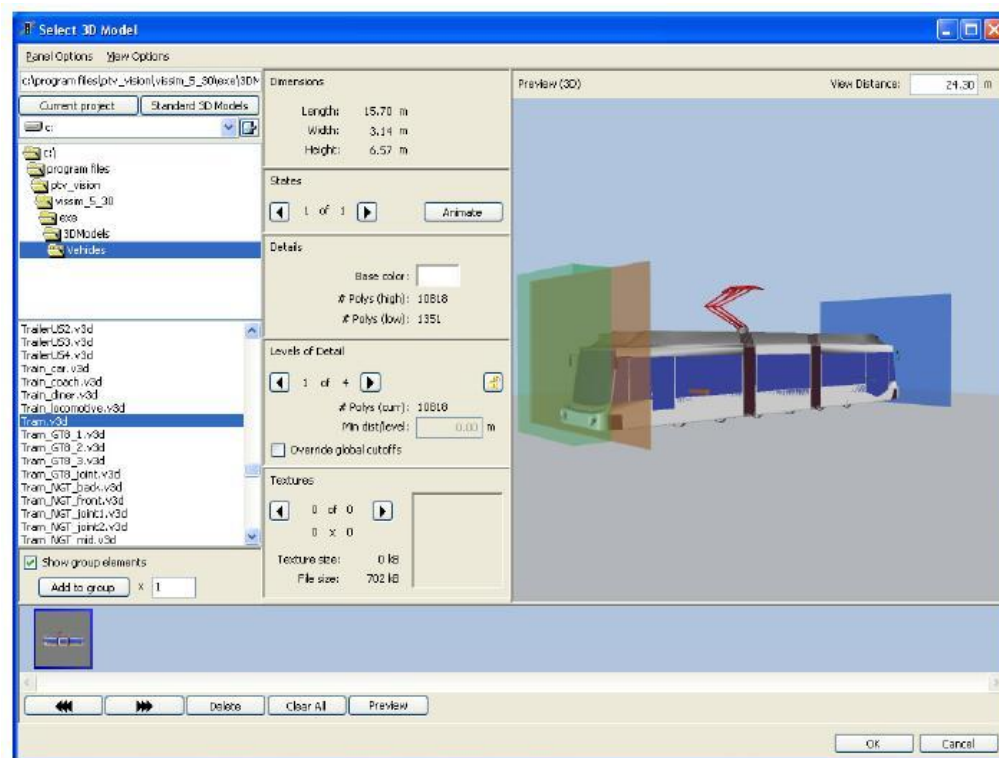 Select 3D Model
Panel Options View Options
c:\program files\ptv_vision\vissim_5_30\exe\3DM
Current project Standard 3D Models
c:
c:\
program files
ptv_vision
vissim_5_30
exe
3DModels
Vehicles
TrailerUS2.v3d
TrailerUS3.v3d
TrailerUS4.v3d
Train_car.v3d
Train_coach.v3d
Train_diner.v3d
Train_locomotive.v3d
Tram.v3d
Tram_GT8_1.v3d
Tram_GT8_2.v3d
Tram_GT8_3.v3d
Tram_GT8_joint.v3d
Tram_NGT_back.v3d
Tram_NGT_front.v3d
Tram_NGT_joint1.v3d
Tram_NGT_joint2.v3d
Tram_NGT_mid.v3d
Show group elements
Add to group x 1
Dimensions
Length: 15.70 m
Width: 3.14 m
Height: 6.57 m
States
1 of 1 Animate
Details
Base color:
# Polys (high): 10818
# Polys (low): 1351
Levels of Detail
1 of 4
# Polys (curr): 10818
Min dist/level: 0.00 m
Override global cutoffs
Textures
0 of 0
0 x 0
Texture size: 0 kB
File size: 702 kB
Preview (3D) View Distance: 24.30 m
Delete Clear All Preview
OK Cancel